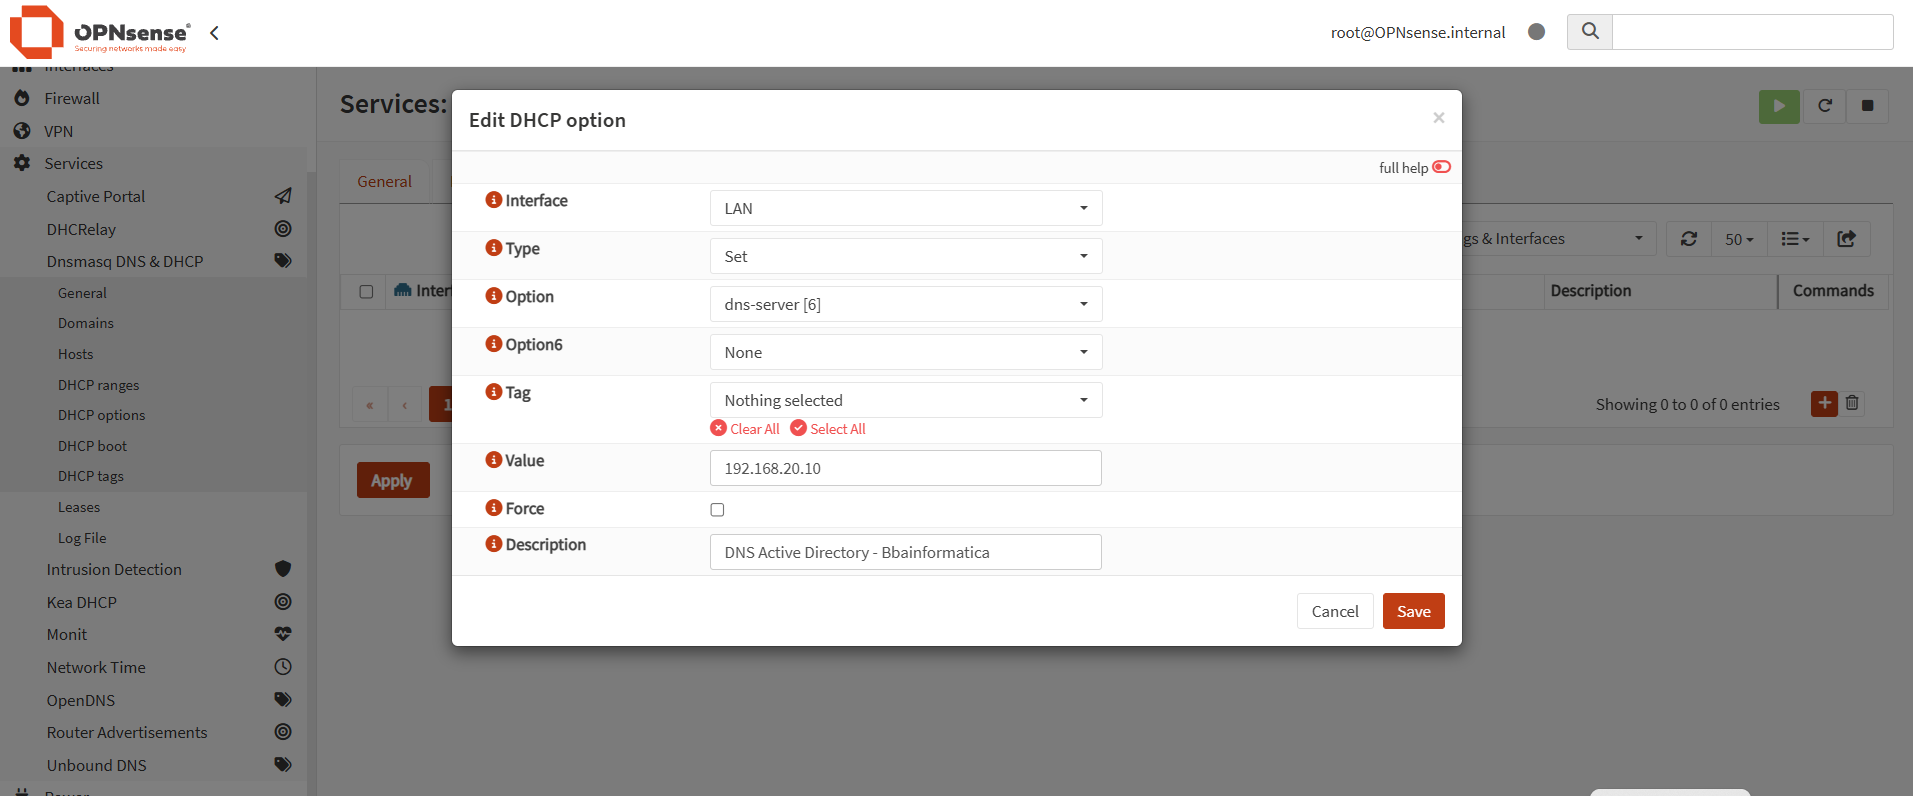 OPNsense
Securing networks made easy
root@OPNsense.internal
Interfaces
Firewall
VPN
Services
Captive Portal
DHCRelay
Dnsmasq DNS & DHCP
General
Domains
Hosts
DHCP ranges
DHCP options
DHCP boot
DHCP tags
Leases
Log File
Intrusion Detection
Kea DHCP
Monit
Network Time
OpenDNS
Router Advertisements
Unbound DNS
Power
Services:
General
gs & Interfaces
50
Interf
Description
Commands
«
‹
1
Showing 0 to 0 of 0 entries
Apply
Edit DHCP option
×
full help
Interface
LAN
Type
Set
Option
dns-server [6]
Option6
None
Tag
Nothing selected
Clear All
Select All
Value
192.168.20.10
Force
Description
DNS Active Directory - Bbainformatica
Cancel
Save